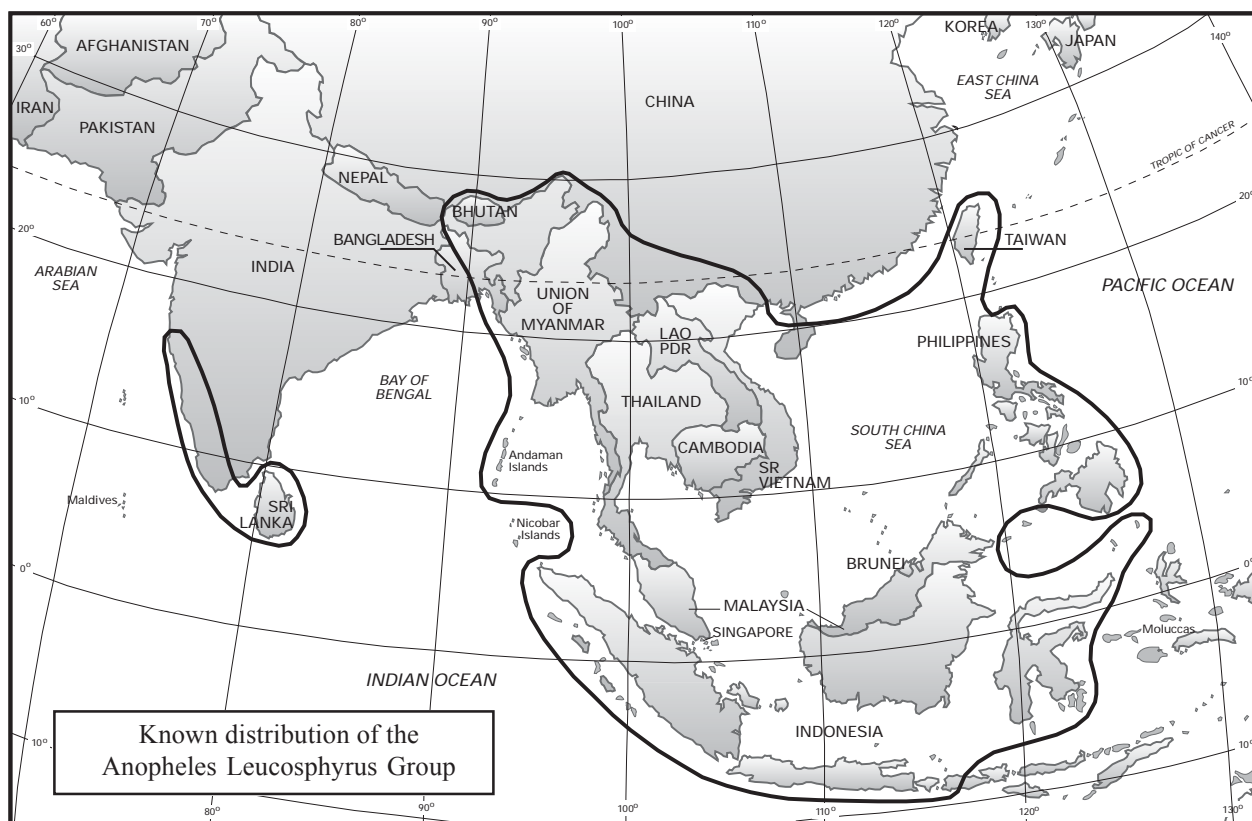 60°
70°
80°
90°
100°
110°
120°
130°
140°
30°
AFGHANISTAN
KOREA
JAPAN
EAST CHINA
SEA
IRAN
PAKISTAN
CHINA
TROPIC OF CANCER
NEPAL
BHUTAN
20°
20°
BANGLADESH
TAIWAN
ARABIAN
SEA
INDIA
UNION
OF
MYANMAR
PACIFIC OCEAN
LAO
PDR
PHILIPPINES
BAY OF
BENGAL
10°
10°
THAILAND
SOUTH CHINA
SEA
CAMBODIA
Andaman
Islands
SR
VIETNAM
Maldives
SRI
LANKA
Nicobar
Islands
BRUNEI
0°
0°
MALAYSIA
SINGAPORE
Moluccas
INDIAN OCEAN
INDONESIA
Known distribution of the
Anopheles Leucosphyrus Group
10°
10°
80°
90°
100°
110°
120°
130°